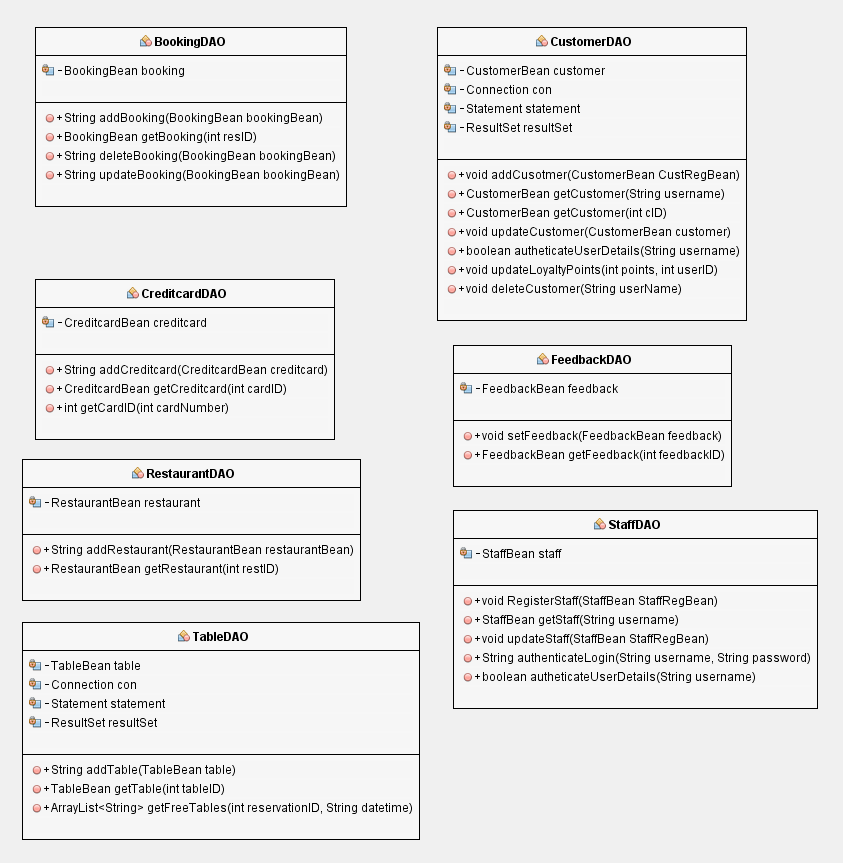 BookingDAO
- BookingBean booking
+ String addBooking(BookingBean bookingBean)
+ BookingBean getBooking(int resID)
+ String deleteBooking(BookingBean bookingBean)
+ String updateBooking(BookingBean bookingBean)
CustomerDAO
- CustomerBean customer
- Connection con
- Statement statement
- ResultSet resultSet
+ void addCusotmer(CustomerBean CustRegBean)
+ CustomerBean getCustomer(String username)
+ CustomerBean getCustomer(int cID)
+ void updateCustomer(CustomerBean customer)
+ boolean autheticateUserDetails(String username)
+ void updateLoyaltyPoints(int points, int userID)
+ void deleteCustomer(String userName)
CreditcardDAO
- CreditcardBean creditcard
+ String addCreditcard(CreditcardBean creditcard)
+ CreditcardBean getCreditcard(int cardID)
+ int getCardID(int cardNumber)
FeedbackDAO
- FeedbackBean feedback
+ void setFeedback(FeedbackBean feedback)
+ FeedbackBean getFeedback(int feedbackID)
RestaurantDAO
- RestaurantBean restaurant
+ String addRestaurant(RestaurantBean restaurantBean)
+ RestaurantBean getRestaurant(int restID)
StaffDAO
- StaffBean staff
+ void RegisterStaff(StaffBean StaffRegBean)
+ StaffBean getStaff(String username)
+ void updateStaff(StaffBean StaffRegBean)
+ String authenticateLogin(String username, String password)
+ boolean autheticateUserDetails(String username)
TableDAO
- TableBean table
- Connection con
- Statement statement
- ResultSet resultSet
+ String addTable(TableBean table)
+ TableBean getTable(int tableID)
+ ArrayList<String> getFreeTables(int reservationID, String datetime)